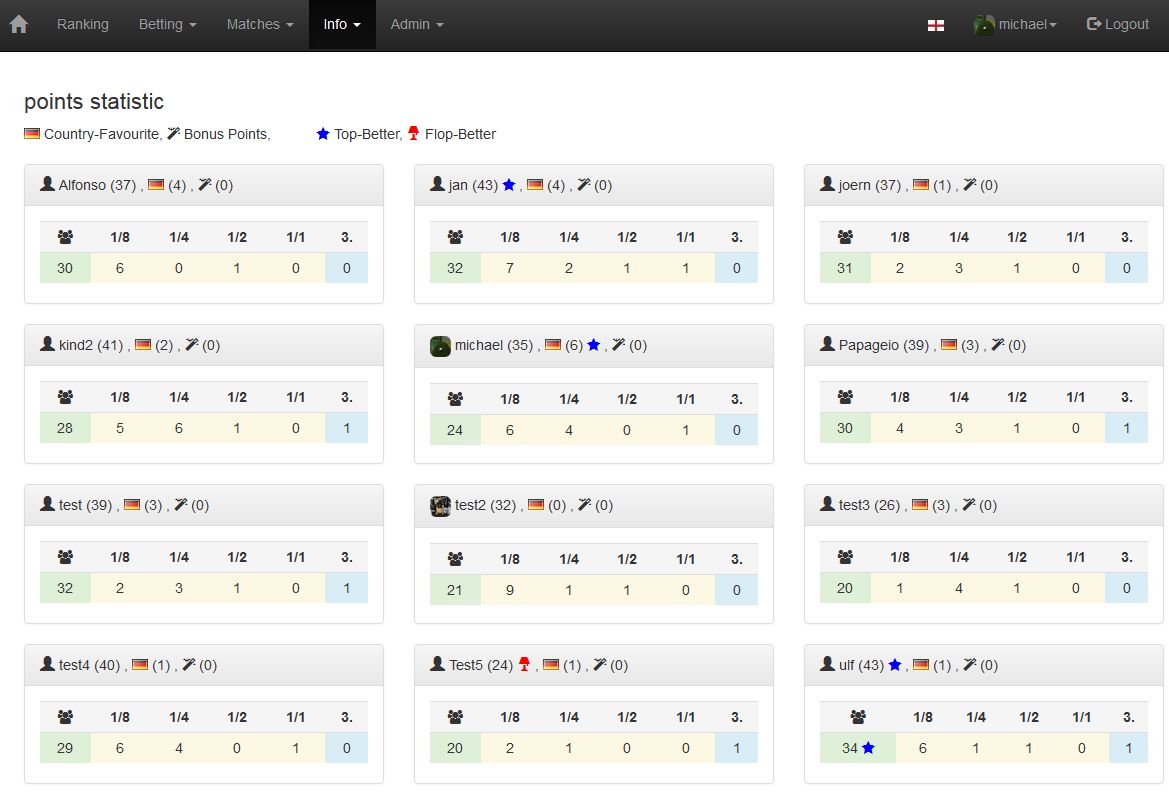 Ranking Betting Matches Info Admin michael Logout
points statistic
Country-Favourite, Bonus Points, Top-Better, Flop-Better
Alfonso (37) , (4) , (0)
1/8 1/4 1/2 1/1 3.
30 6 0 1 0 0
jan (43) , (4) , (0)
1/8 1/4 1/2 1/1 3.
32 7 2 1 1 0
joern (37) , (1) , (0)
1/8 1/4 1/2 1/1 3.
31 2 3 1 0 0
kind2 (41) , (2) , (0)
1/8 1/4 1/2 1/1 3.
28 5 6 1 0 1
michael (35) , (6) , (0)
1/8 1/4 1/2 1/1 3.
24 6 4 0 1 0
Papageio (39) , (3) , (0)
1/8 1/4 1/2 1/1 3.
30 4 3 1 0 1
test (39) , (3) , (0)
1/8 1/4 1/2 1/1 3.
32 2 3 1 0 1
test2 (32) , (0) , (0)
1/8 1/4 1/2 1/1 3.
21 9 1 1 0 0
test3 (26) , (3) , (0)
1/8 1/4 1/2 1/1 3.
20 1 4 1 0 0
test4 (40) , (1) , (0)
1/8 1/4 1/2 1/1 3.
29 6 4 0 1 0
Test5 (24) , (1) , (0)
1/8 1/4 1/2 1/1 3.
20 2 1 0 0 1
ulf (43) , (1) , (0)
1/8 1/4 1/2 1/1 3.
34 6 1 1 0 1